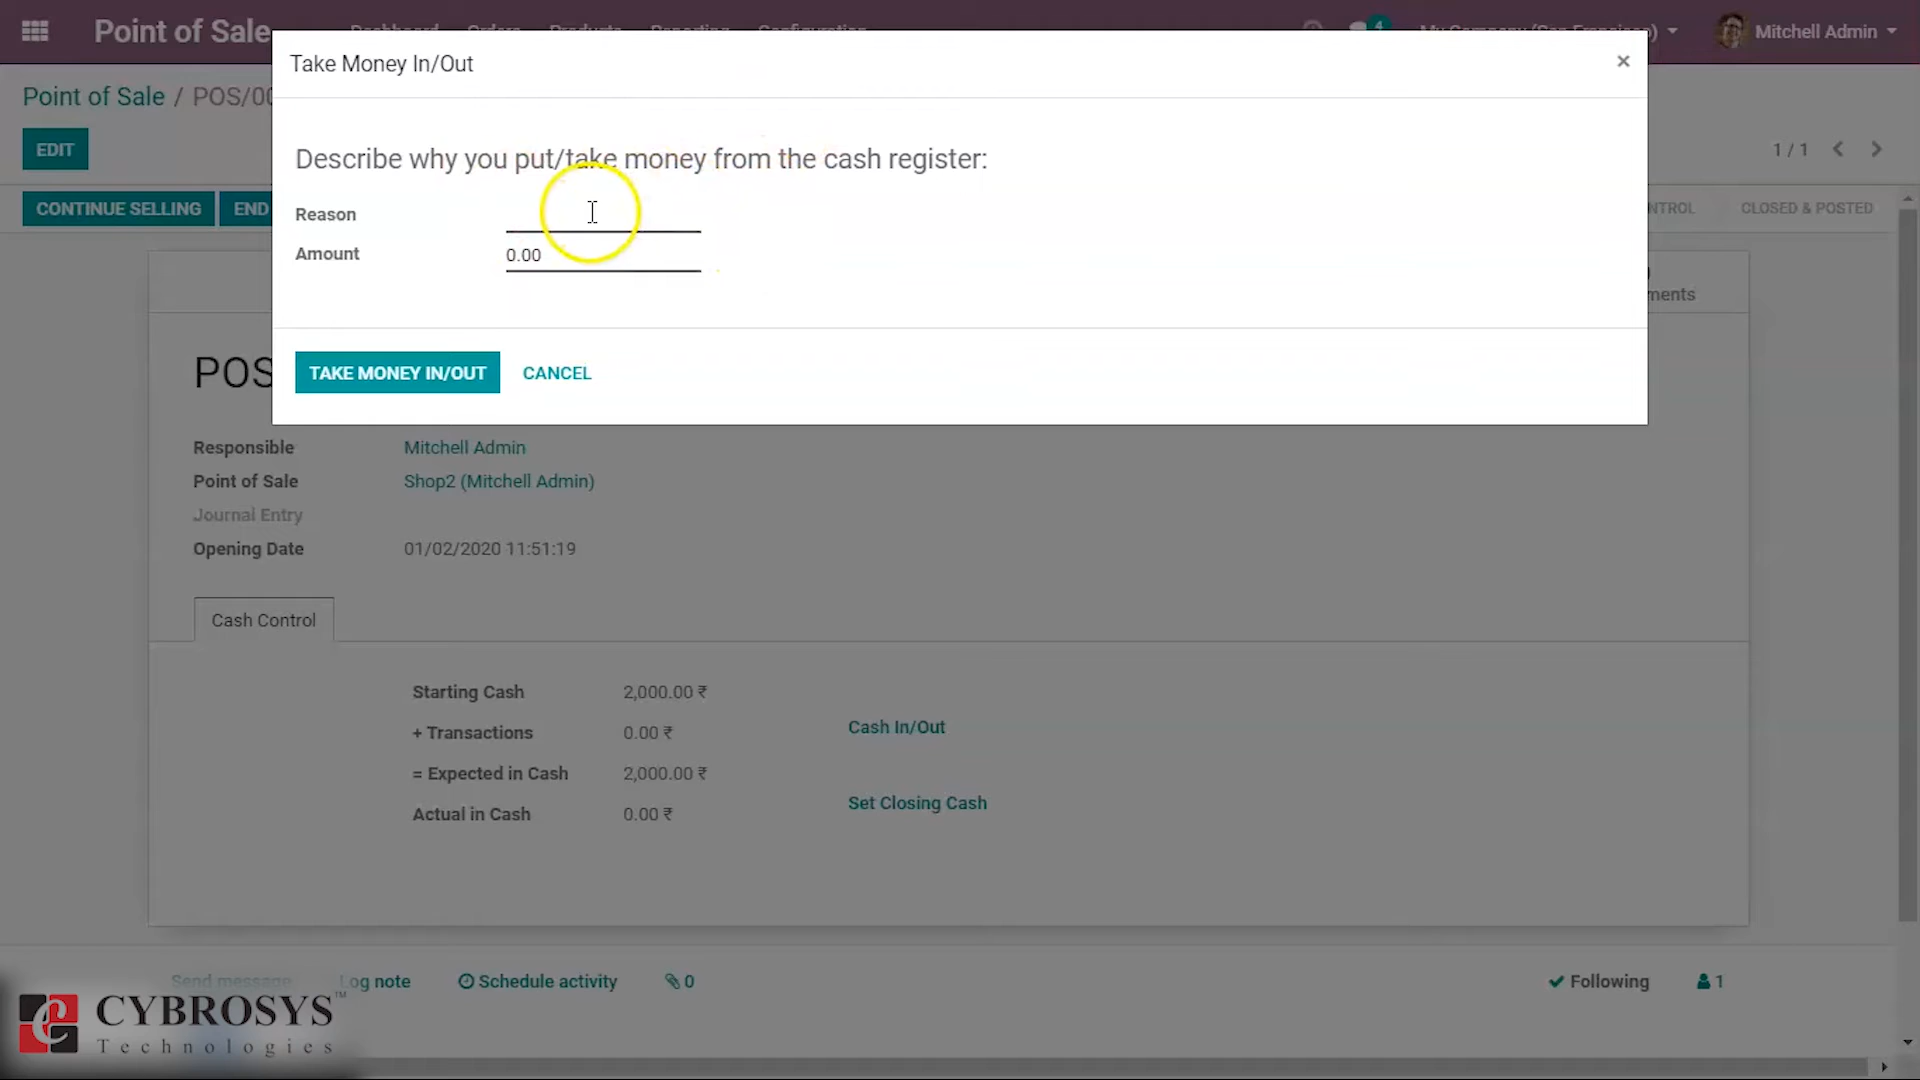 Point of Sale
4
Mitchell Admin
Take Money In/Out
×
Point of Sale / POS/00
EDIT
1 / 1
Describe why you put/take money from the cash register:
CONTINUE SELLING
END
CLOSED & POSTED
Reason
Amount
0.00
TAKE MONEY IN/OUT
CANCEL
POS
Responsible
Mitchell Admin
Point of Sale
Shop2 (Mitchell Admin)
Journal Entry
Opening Date
01/02/2020 11:51:19
Cash Control
Starting Cash
2,000.00 ₹
+ Transactions
0.00 ₹
Cash In/Out
= Expected in Cash
2,000.00 ₹
Actual in Cash
0.00 ₹
Set Closing Cash
Send message
Log note
Schedule activity
0
Following
1
CYBROSYS™
Technologies